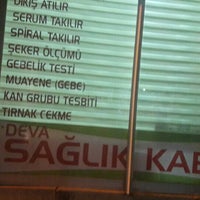 DİKİŞ ATILIR
SERUM TAKILIR
SPİRAL TAKILIR
ŞEKER ÖLÇÜMÜ
GEBELİK TESTİ
MUAYENE (GEBE)
KAN GRUBU TESBİTİ
TIRNAK ÇEKME
DEVA
SAĞLIK KAB